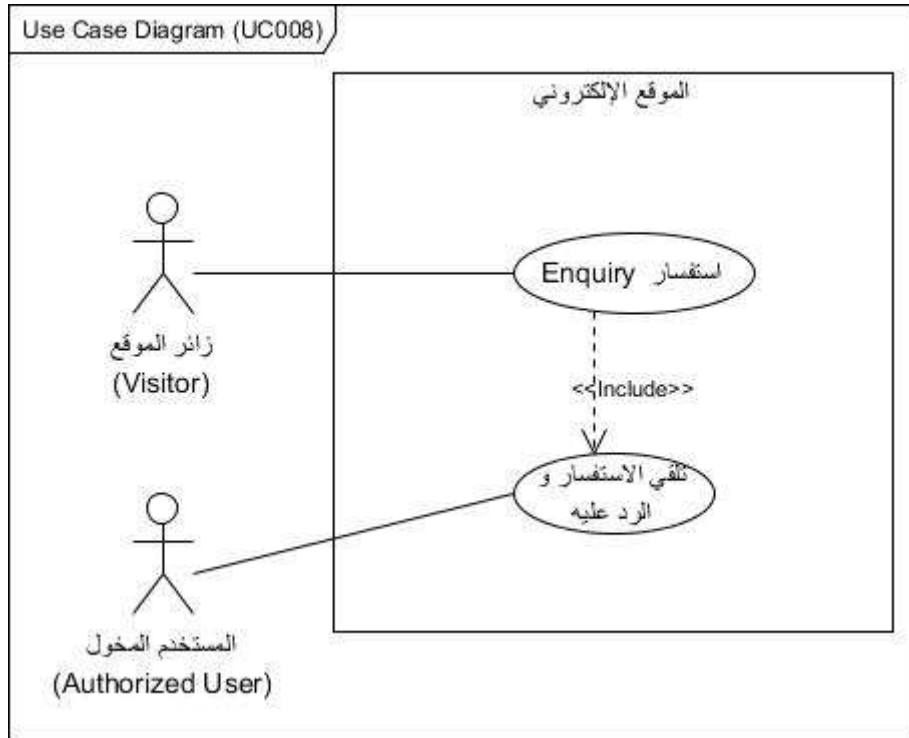 Use Case Diagram (UC008)
الموقع الإلكتروني
استفسار Enquiry
زائر الموقع
(Visitor)
<<Include>>
تلقي الاستفسار و
الرد عليه
المستخدم المخول
(Authorized User)